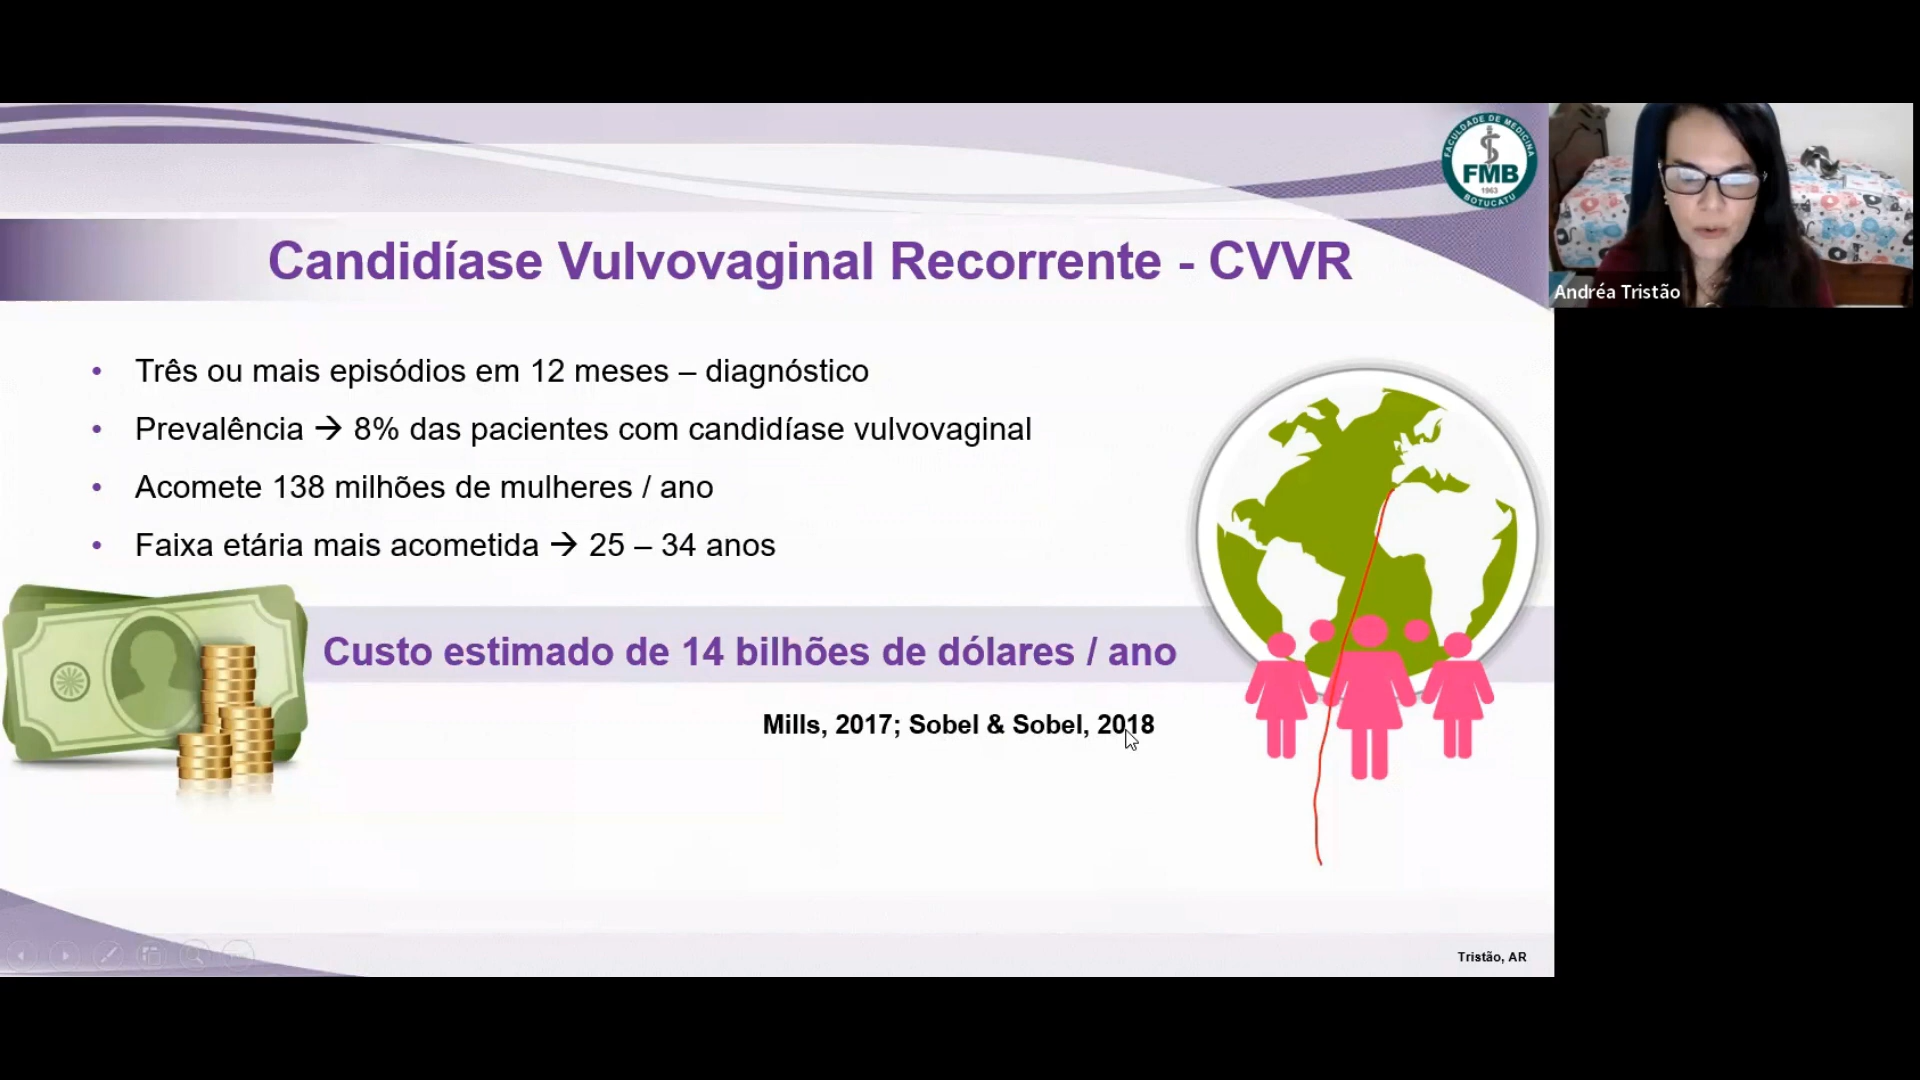 FACULDADE DE MEDICINA
FMB
1963
BOTUCATU
Andréa Tristão
Candidíase Vulvovaginal Recorrente - CVVR
• Três ou mais episódios em 12 meses – diagnóstico
• Prevalência → 8% das pacientes com candidíase vulvovaginal
• Acomete 138 milhões de mulheres / ano
• Faixa etária mais acometida → 25 – 34 anos
Custo estimado de 14 bilhões de dólares / ano
Mills, 2017; Sobel & Sobel, 2018
Tristão, AR